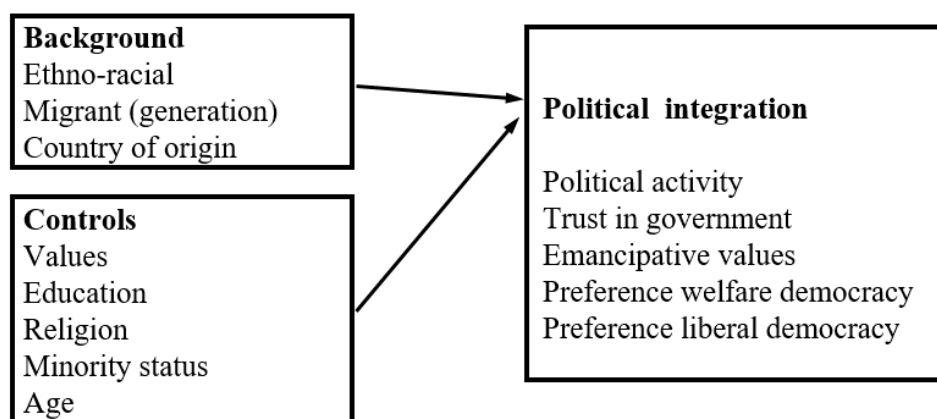 Background
Ethno-racial
Migrant (generation)
Country of origin
Controls
Values
Education
Religion
Minority status
Age
Political integration
Political activity
Trust in government
Emancipative values
Preference welfare democracy
Preference liberal democracy